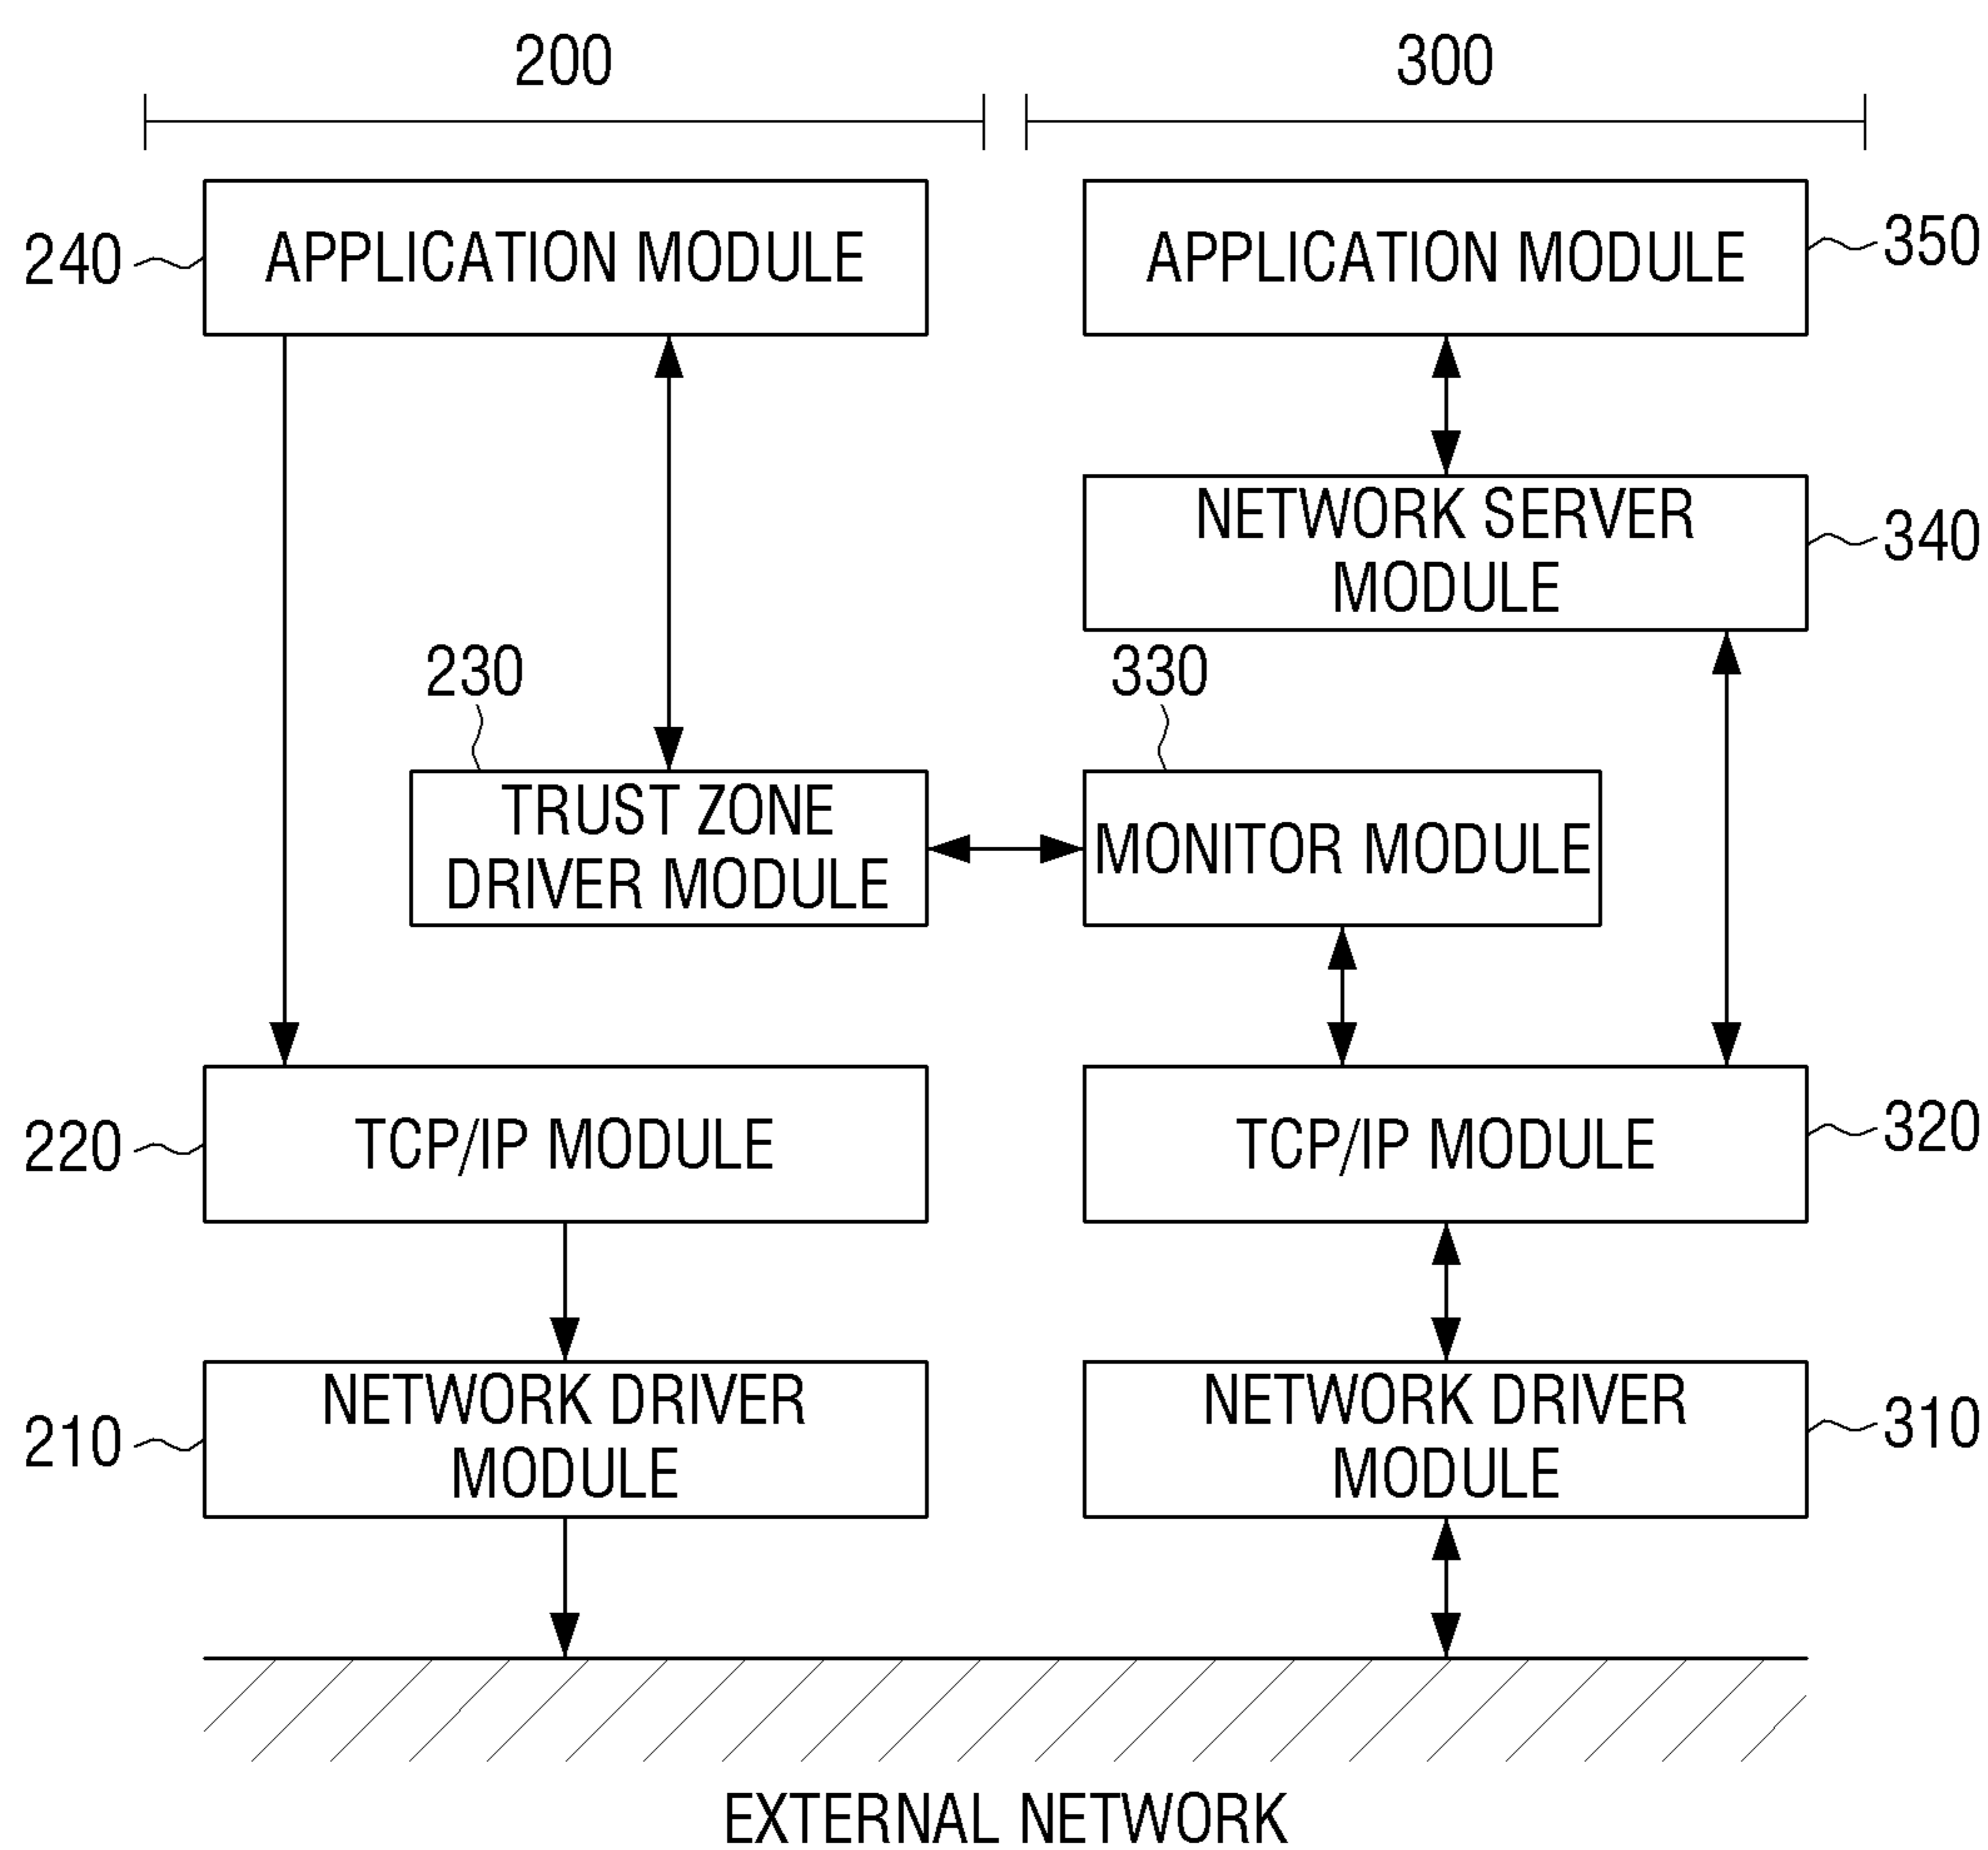 200
300
240
APPLICATION MODULE
APPLICATION MODULE
350
NETWORK SERVER
MODULE
340
230
330
TRUST ZONE
DRIVER MODULE
MONITOR MODULE
220
TCP/IP MODULE
TCP/IP MODULE
320
210
NETWORK DRIVER
MODULE
NETWORK DRIVER
MODULE
310
EXTERNAL NETWORK